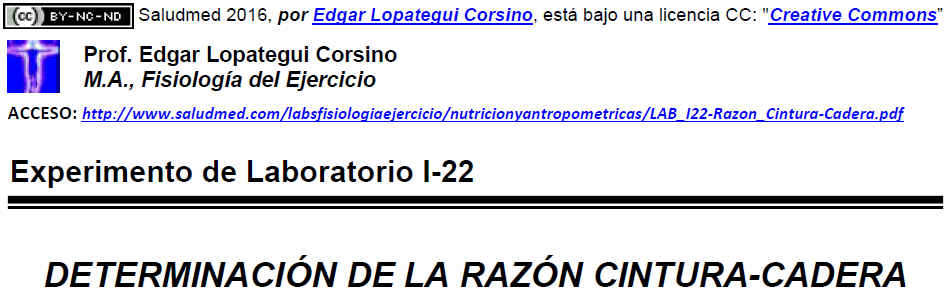 cc BY-NC-ND Saludmed 2016, por Edgar Lopategui Corsino, está bajo una licencia CC: "Creative Commons"
Prof. Edgar Lopategui Corsino
M.A., Fisiología del Ejercicio
ACCESO: http://www.saludmed.com/labsfisiologiaejercicio/nutricionyantropometricas/LAB_I22-Razon_Cintura-Cadera.pdf
Experimento de Laboratorio I-22
DETERMINACIÓN DE LA RAZÓN CINTURA-CADERA